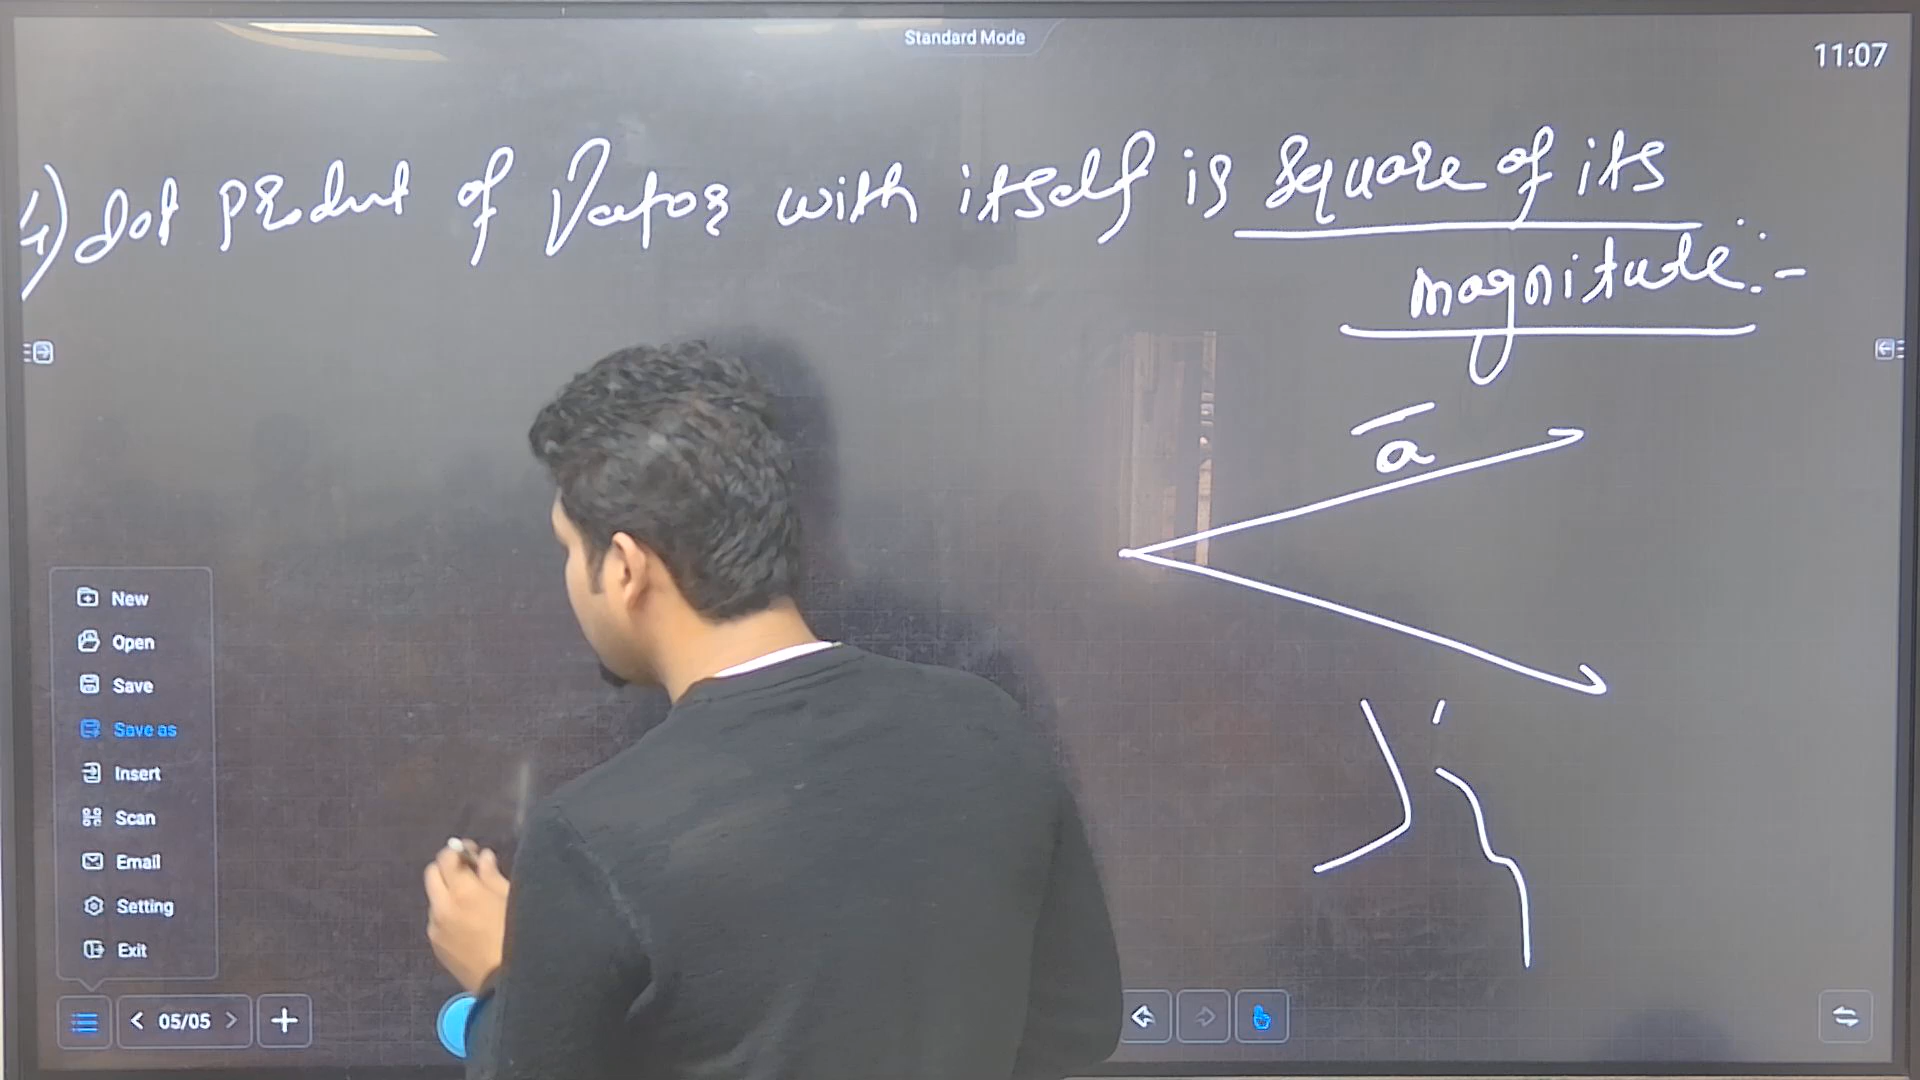 Standard Mode
11:07
4) dot product of Vector with itself is square of its
magnitude :-
a
New
Open
Save
Save as
Insert
Scan
Email
Setting
Exit
05/05